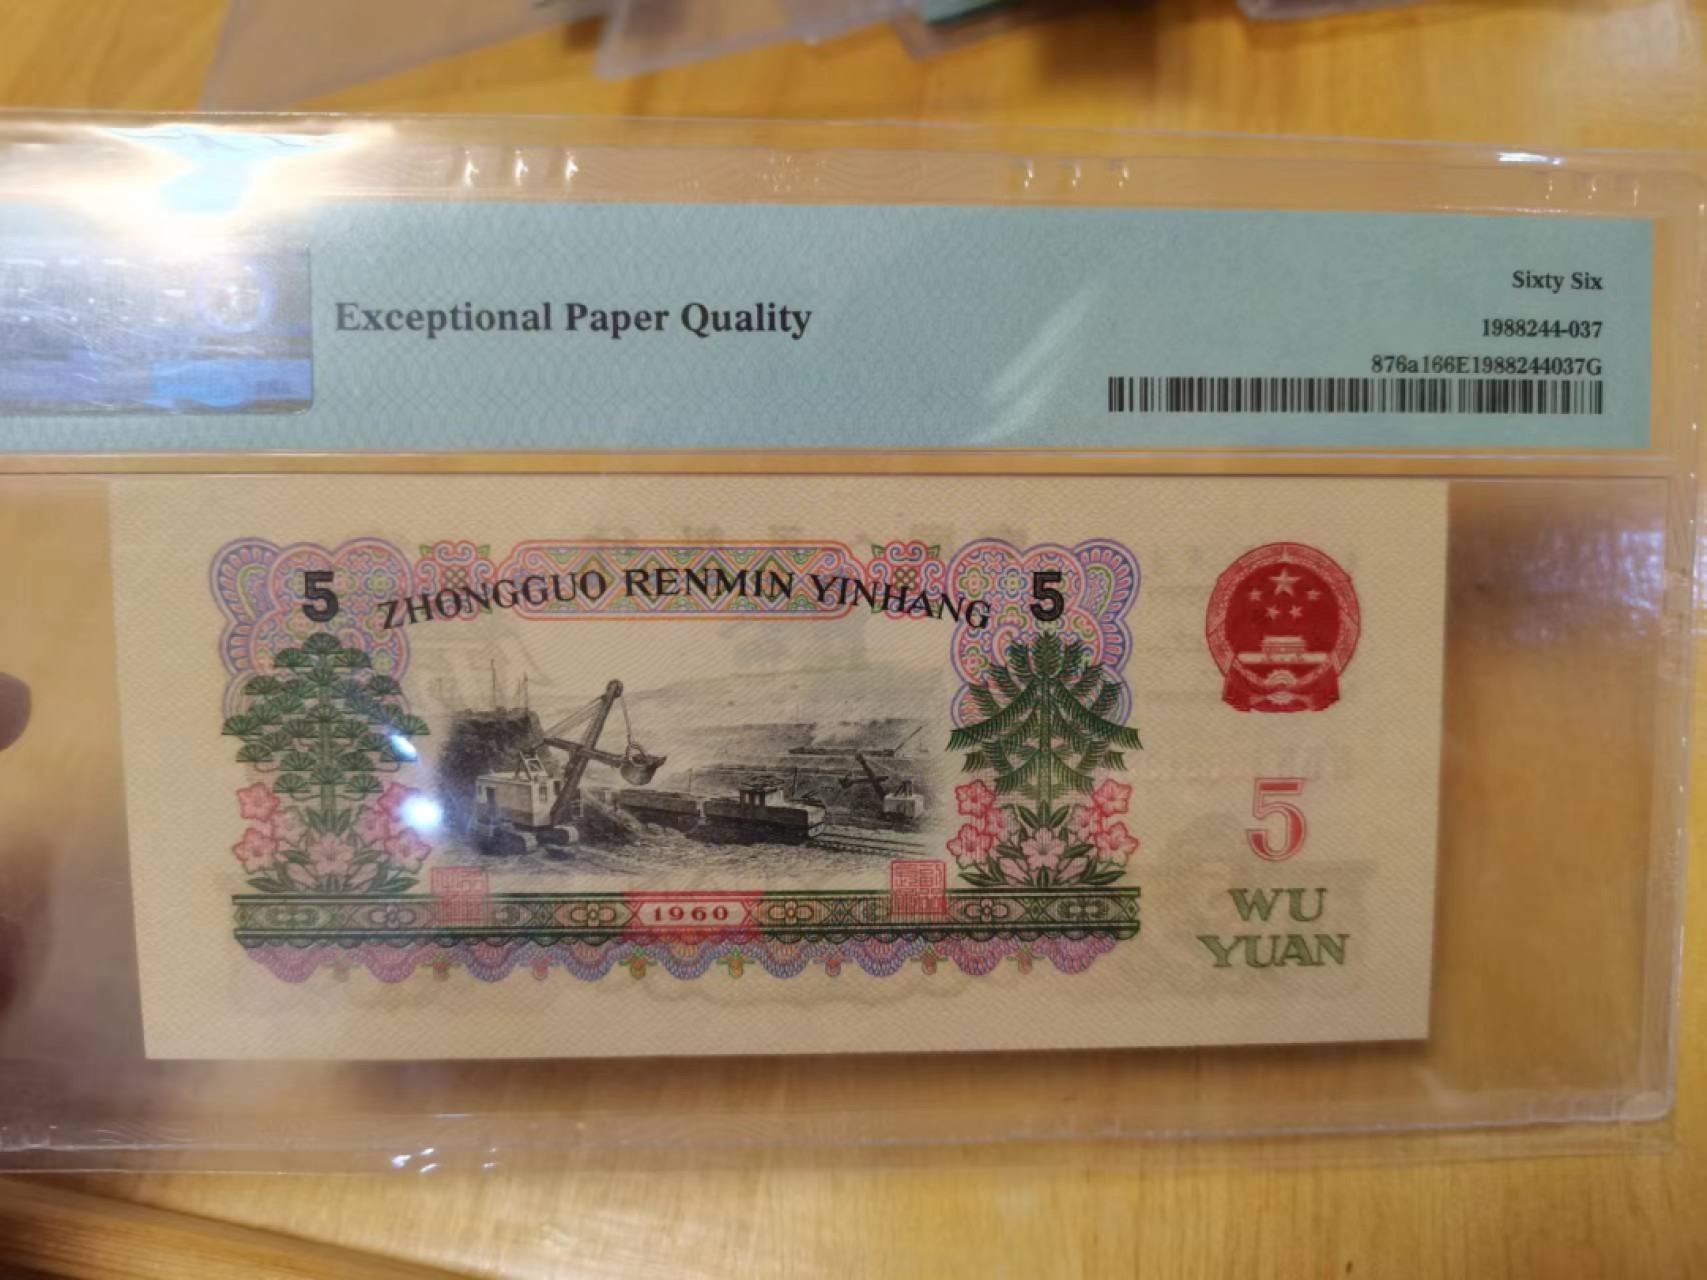 Sixty Six
Exceptional Paper Quality
1988244-037
876a166E1988244037G
5 ZHONGGUO RENMIN YINHANG 5
5
WU
YUAN
1960